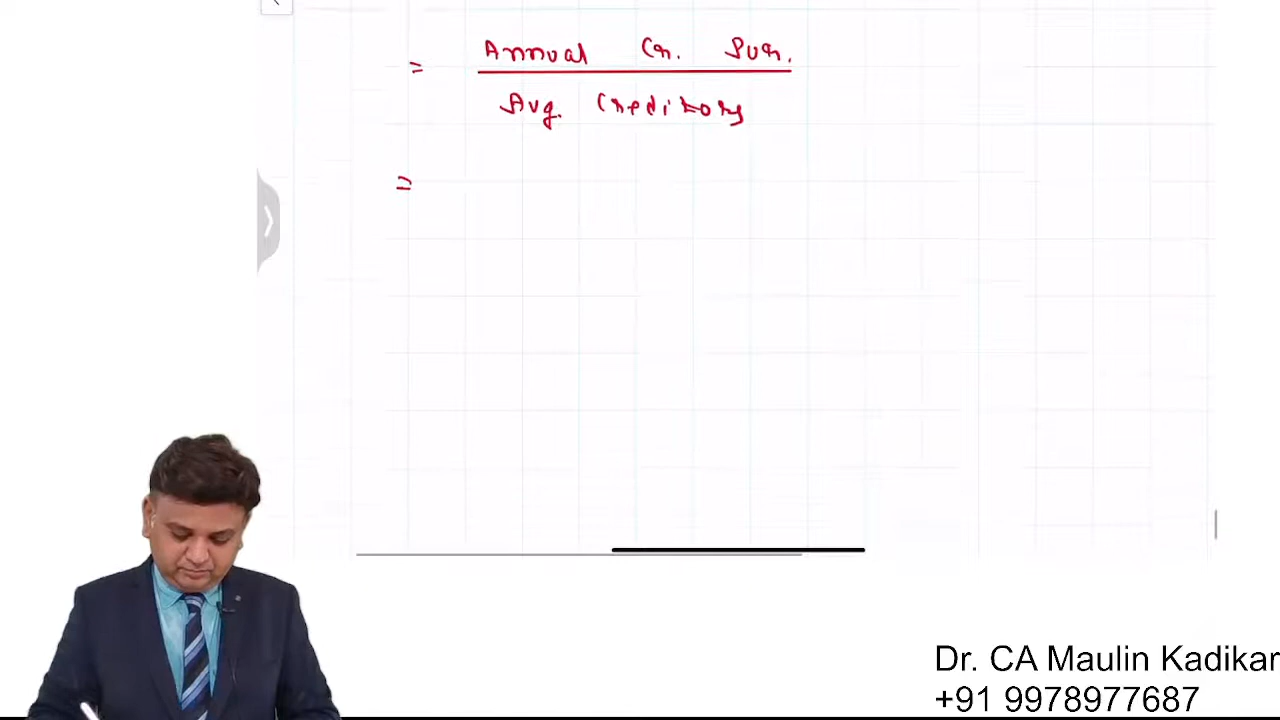 = Annual Cr. Pur.
Avg. Creditors
=
Dr. CA Maulin Kadikar
+91 9978977687